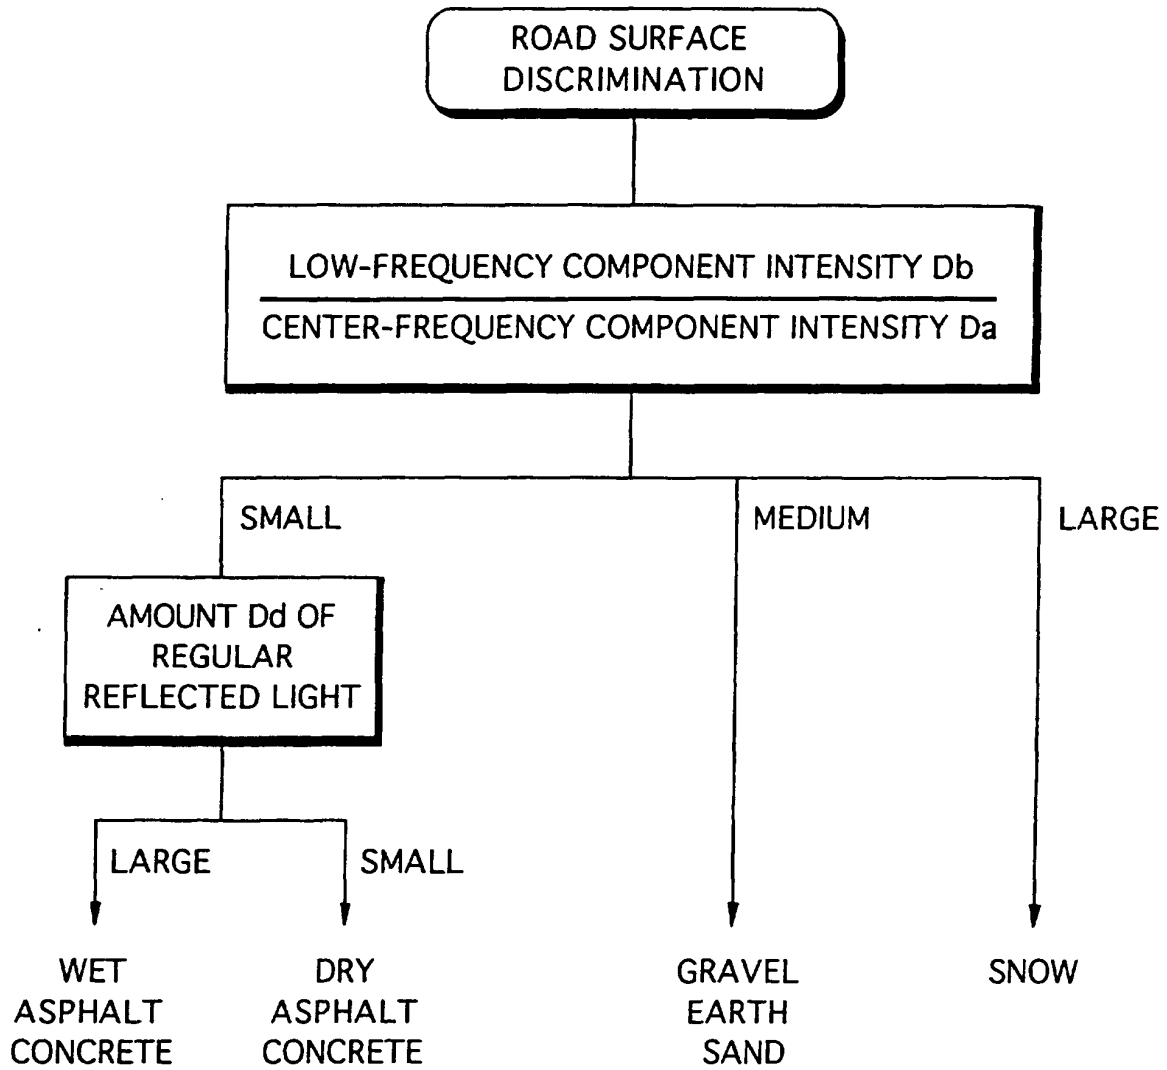 ROAD SURFACE
DISCRIMINATION
LOW-FREQUENCY COMPONENT INTENSITY Db
CENTER-FREQUENCY COMPONENT INTENSITY Da
SMALL
MEDIUM
LARGE
AMOUNT Dd OF
REGULAR
REFLECTED LIGHT
LARGE
SMALL
WET
ASPHALT
CONCRETE
DRY
ASPHALT
CONCRETE
GRAVEL
EARTH
SAND
SNOW